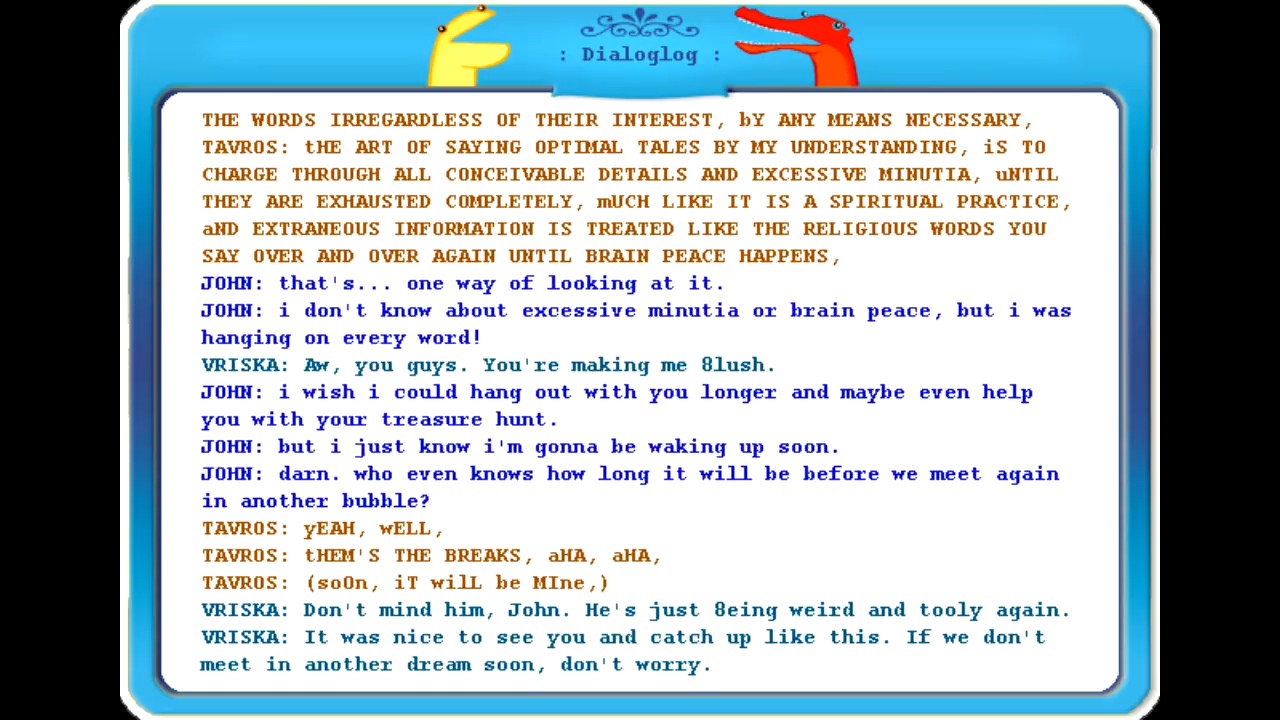 : Dialoglog :
THE WORDS IRREGARDLESS OF THEIR INTEREST, bY ANY MEANS NECESSARY,
TAVROS: tHE ART OF SAYING OPTIMAL TALES BY MY UNDERSTANDING, iS TO
CHARGE THROUGH ALL CONCEIVABLE DETAILS AND EXCESSIVE MINUTIA, uNTIL
THEY ARE EXHAUSTED COMPLETELY, mUCH LIKE IT IS A SPIRITUAL PRACTICE,
aND EXTRANEOUS INFORMATION IS TREATED LIKE THE RELIGIOUS WORDS YOU
SAY OVER AND OVER AGAIN UNTIL BRAIN PEACE HAPPENS,
JOHN: that's... one way of looking at it.
JOHN: i don't know about excessive minutia or brain peace, but i was
hanging on every word!
VRISKA: Aw, you guys. You're making me 8lush.
JOHN: i wish i could hang out with you longer and maybe even help
you with your treasure hunt.
JOHN: but i just know i'm gonna be waking up soon.
JOHN: darn. who even knows how long it will be before we meet again
in another bubble?
TAVROS: yEAH, wELL,
TAVROS: tHEM'S THE BREAKS, aHA, aHA,
TAVROS: (soOn, iT wilL be MIne,)
VRISKA: Don't mind him, John. He's just 8eing weird and tooly again.
VRISKA: It was nice to see you and catch up like this. If we don't
meet in another dream soon, don't worry.